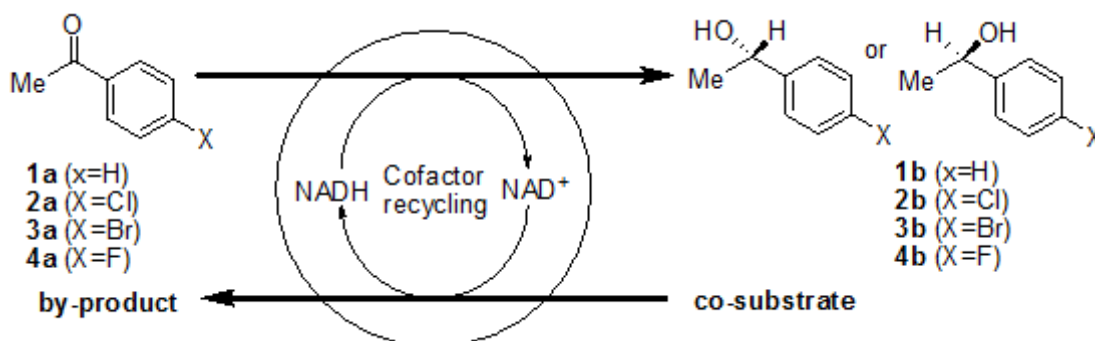 O
Me
X
1a (x=H)
2a (X=Cl)
3a (X=Br)
4a (X=F)
by-product
NADH
Cofactor
recycling
NAD+
co-substrate
HO H
Me
X
or
H OH
Me
X
1b (x=H)
2b (X=Cl)
3b (X=Br)
4b (X=F)